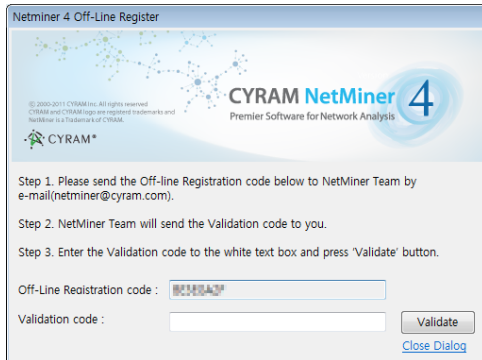 Netminer 4 Off-Line Register
© 2000-2011 CYRAM Inc. All rights reserved
CYRAM and CYRAM logo are registerd trademarks and
NetMiner is a Trademark of CYRAM.
CYRAM®
CYRAM NetMiner 4
Premier Software for Network Analysis
Step 1. Please send the Off-line Registration code below to NetMiner Team by
e-mail(netminer@cyram.com).
Step 2. NetMiner Team will send the Validation code to you.
Step 3. Enter the Validation code to the white text box and press 'Validate' button.
Off-Line Registration code :
Validation code :
Validate
Close Dialog